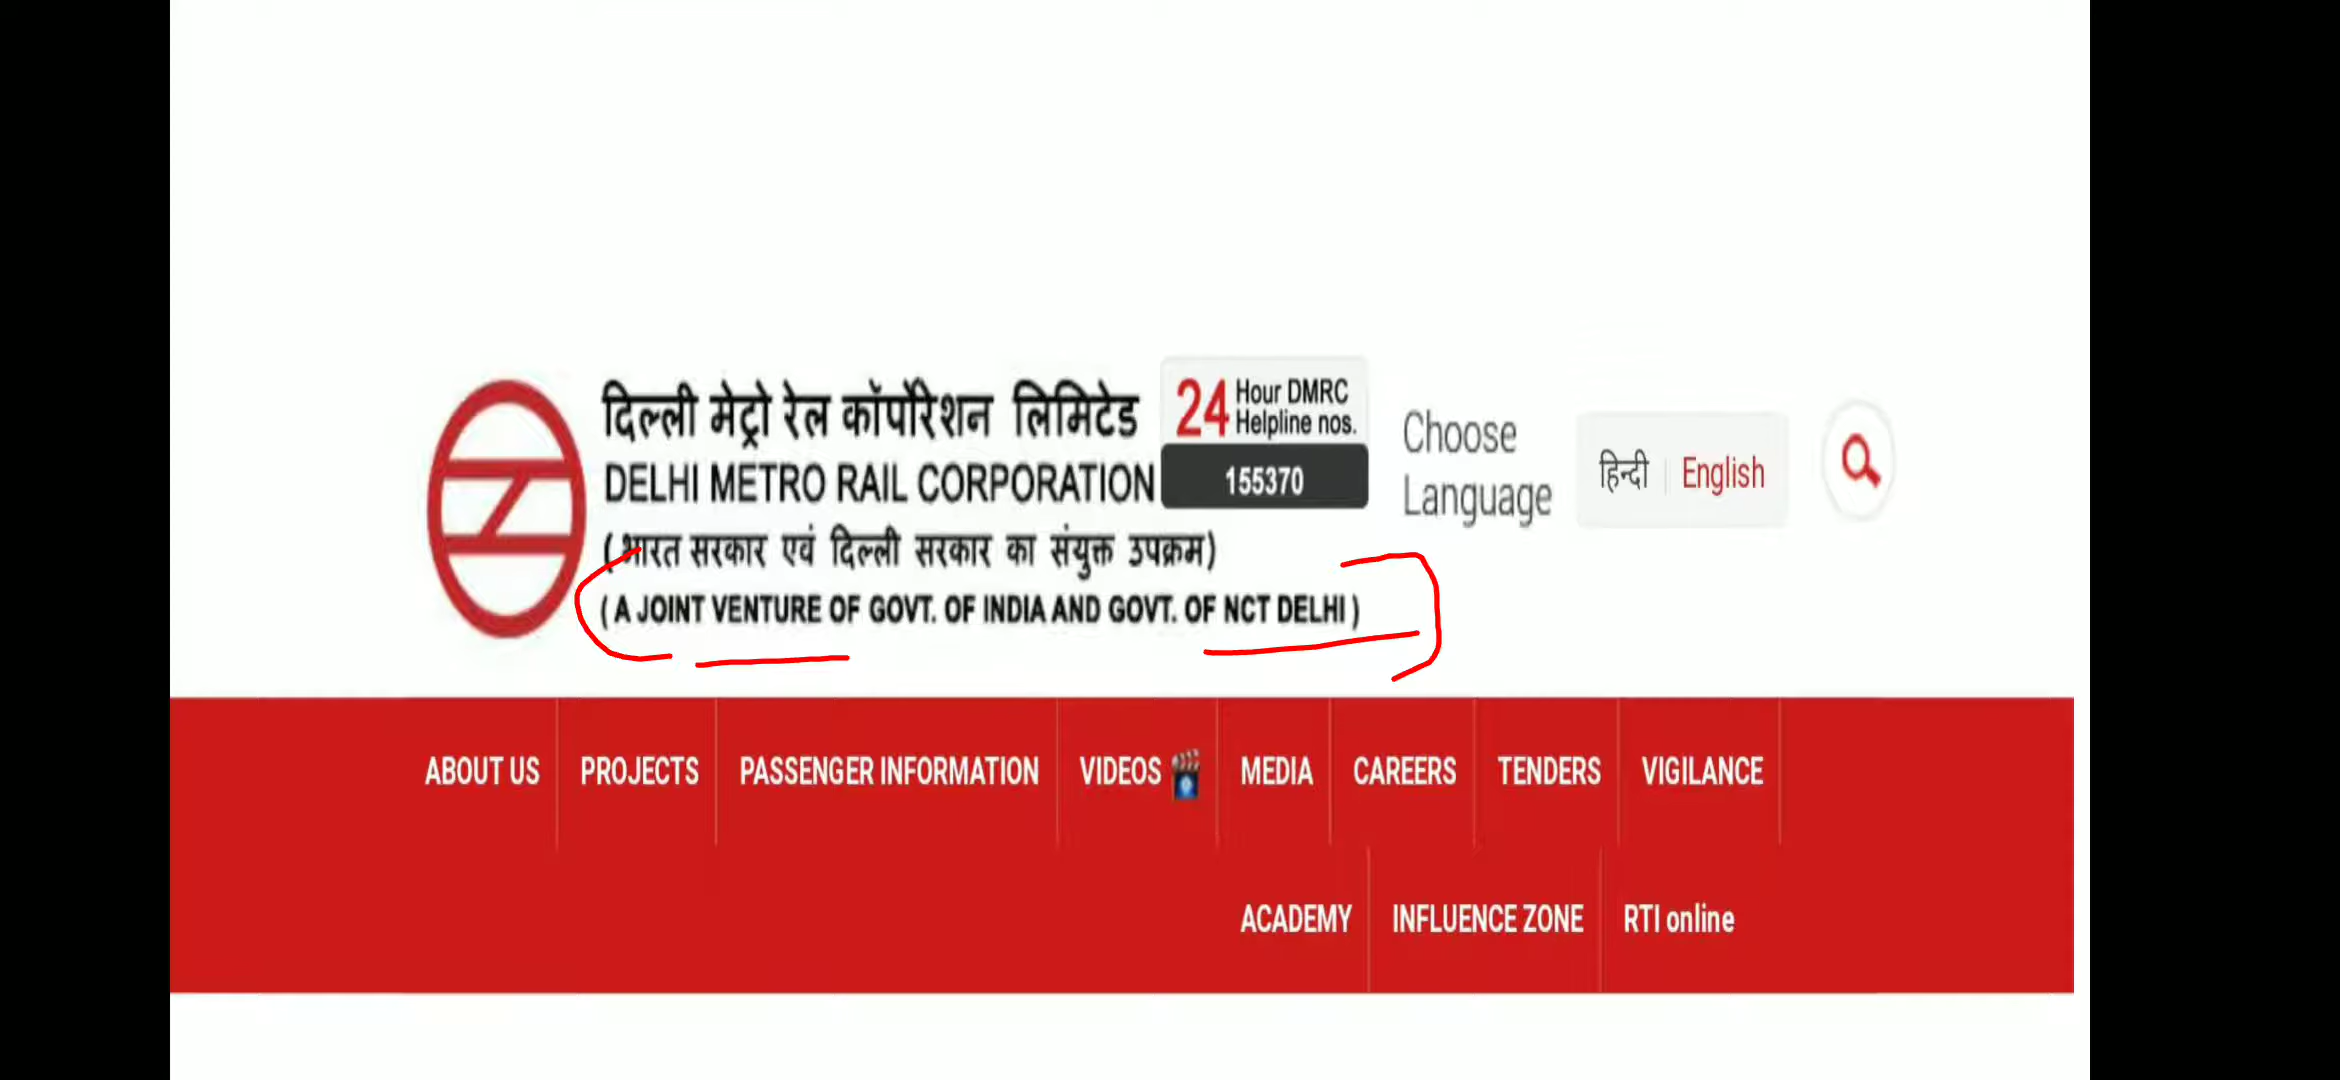 दिल्ली मेट्रो रेल कॉर्पोरेशन लिमिटेड
DELHI METRO RAIL CORPORATION
(भारत सरकार एवं दिल्ली सरकार का संयुक्त उपक्रम)
( A JOINT VENTURE OF GOVT. OF INDIA AND GOVT. OF NCT DELHI )
24 Hour DMRC
Helpline nos.
155370
Choose
Language
हिन्दी English
ABOUT US PROJECTS PASSENGER INFORMATION VIDEOS MEDIA CAREERS TENDERS VIGILANCE
ACADEMY INFLUENCE ZONE RTI online